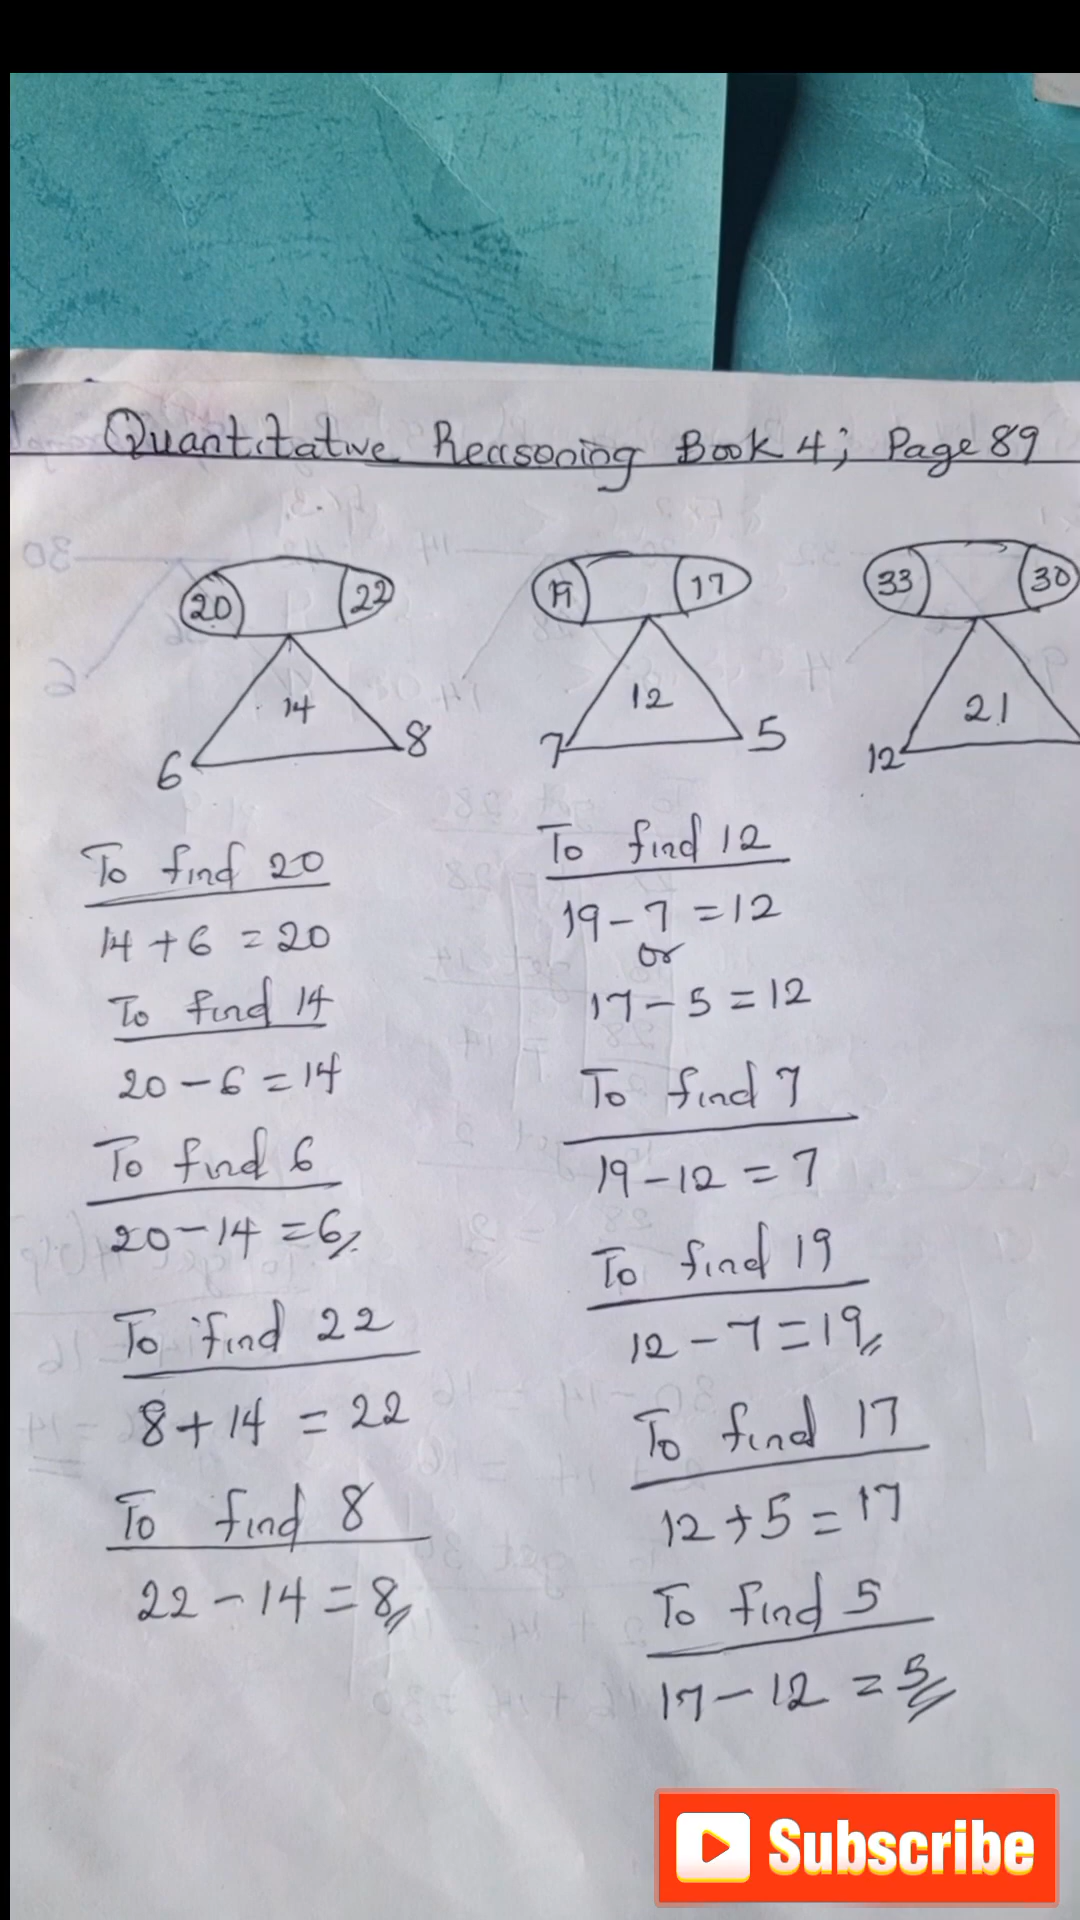 Quantitative Reasoning Book 4; Page 89
20 22
14
6 8
19 17
12
7 5
33 30
21
12
To find 20
14 + 6 = 20
To find 14
20 - 6 = 14
To find 6
20 - 14 = 6
To find 22
8 + 14 = 22
To find 8
22 - 14 = 8
To find 12
19 - 7 = 12
or
17 - 5 = 12
To find 7
19 - 12 = 7
To find 19
12 - 7 = 19
To find 17
12 + 5 = 17
To find 5
17 - 12 = 5
Subscribe